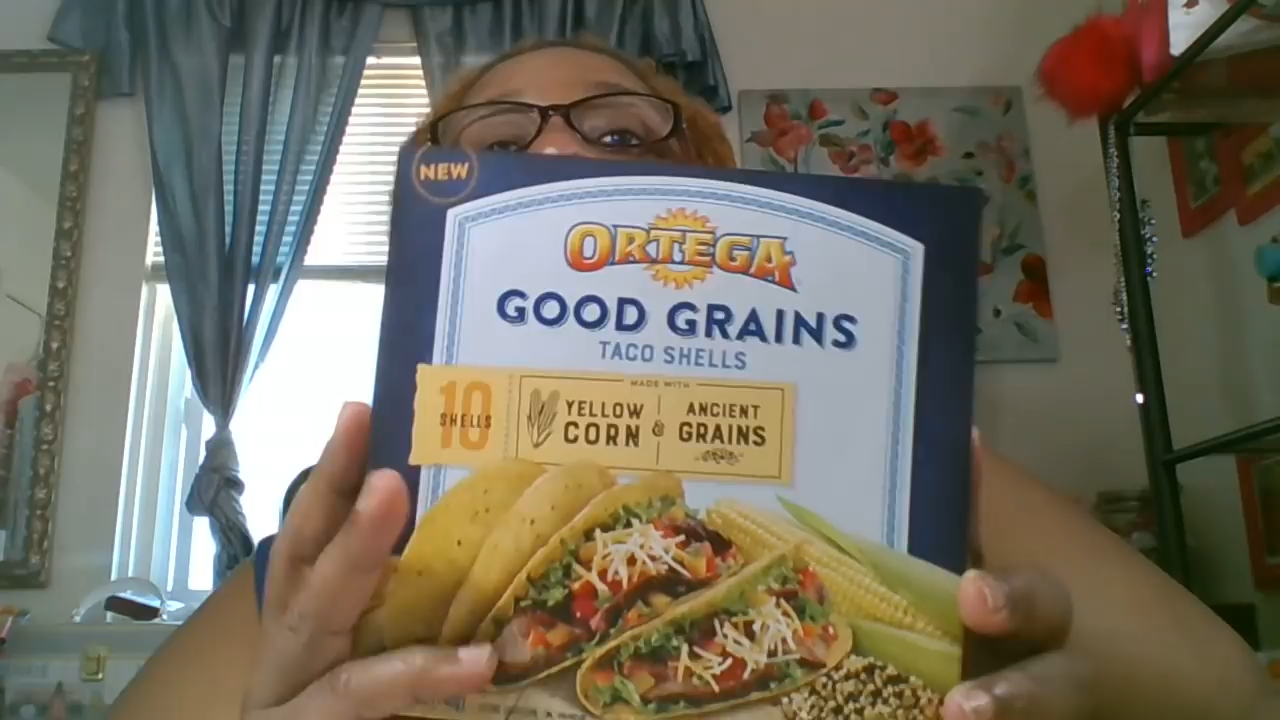 NEW
ORTEGA
GOOD GRAINS
TACO SHELLS
10
SHELLS
MADE WITH
YELLOW
CORN
&
ANCIENT
GRAINS